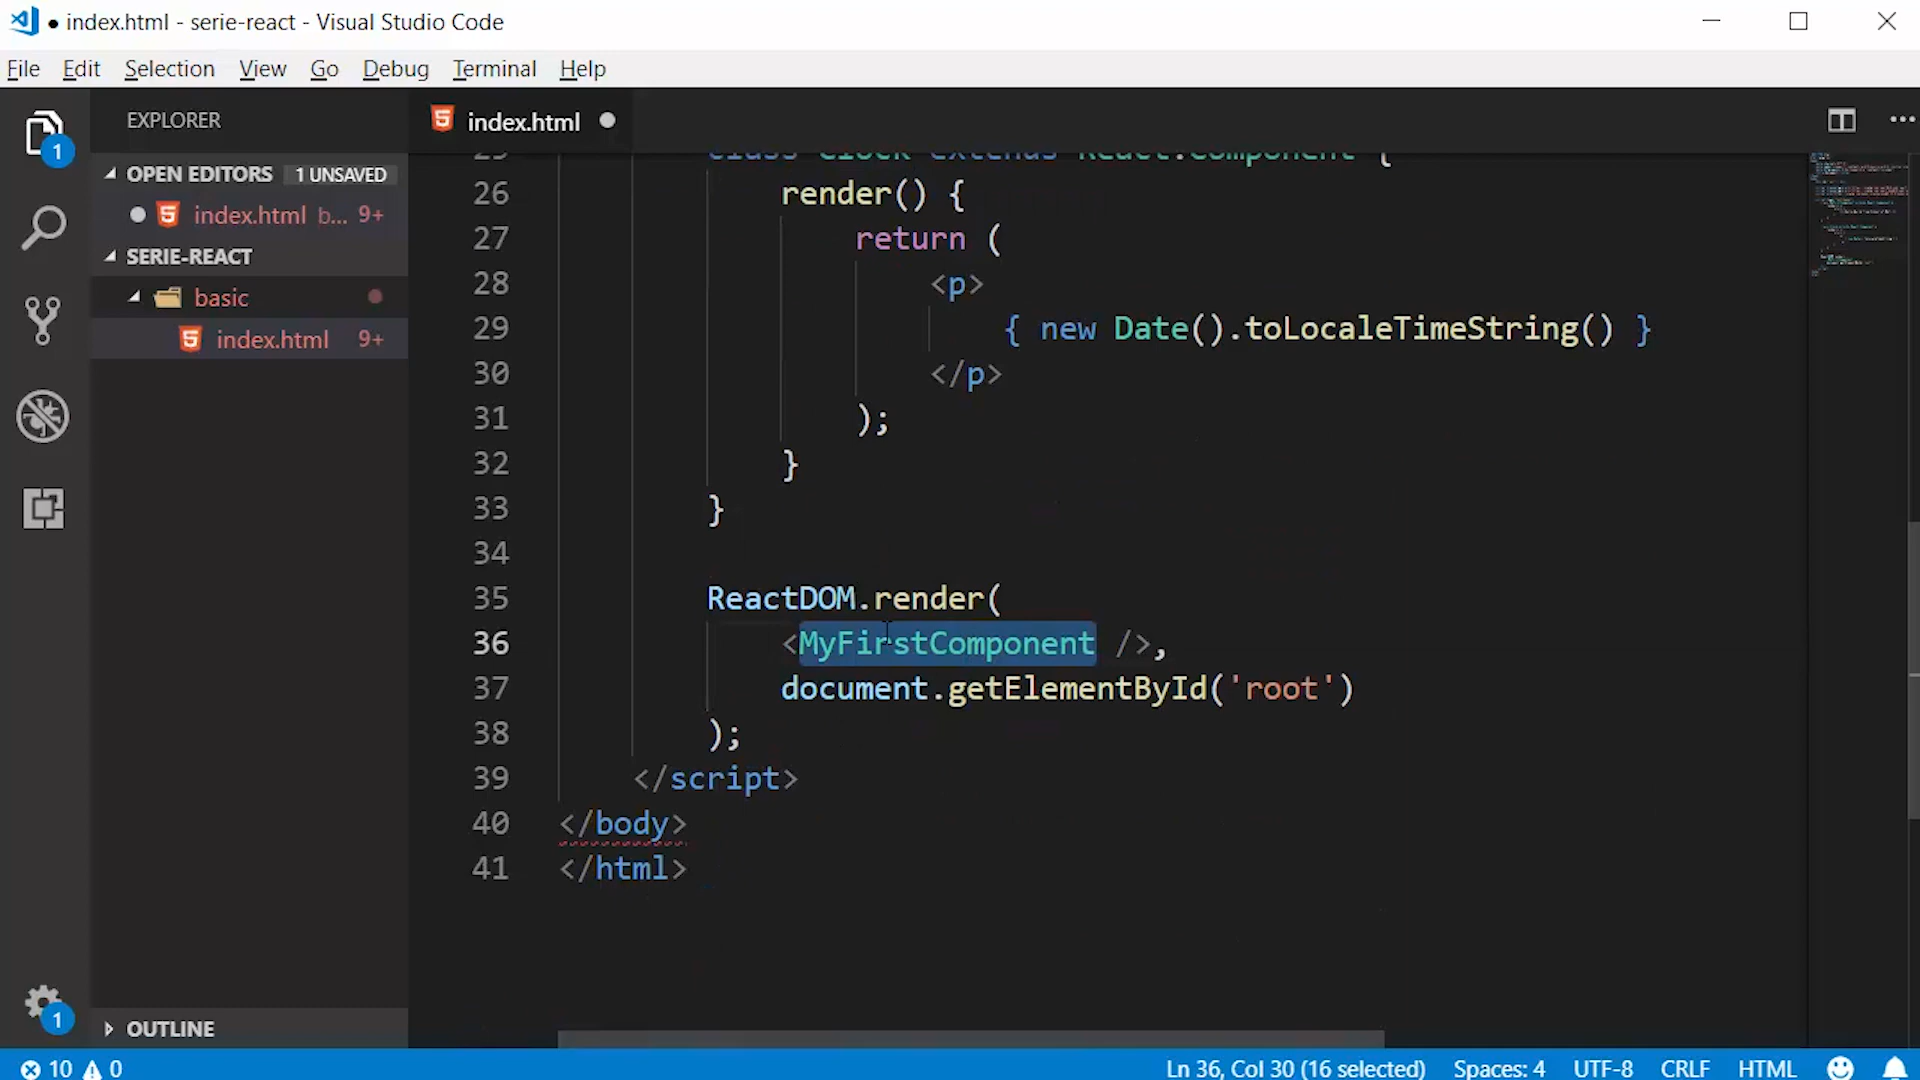 index.html - serie-react - Visual Studio Code
File Edit Selection View Go Debug Terminal Help
EXPLORER
index.html
1
OPEN EDITORS 1 UNSAVED
index.html b... 9+
SERIE-REACT
basic
index.html 9+
25 class Clock extends React.Component {
26 render() {
27 return (
28 <p>
29 { new Date().toLocaleTimeString() }
30 </p>
31 );
32 }
33 }
34
35 ReactDOM.render(
36 <MyFirstComponent />,
37 document.getElementById('root')
38 );
39 </script>
40 </body>
41 </html>
1
OUTLINE
10 0
Ln 36, Col 30 (16 selected) Spaces: 4 UTF-8 CRLF HTML